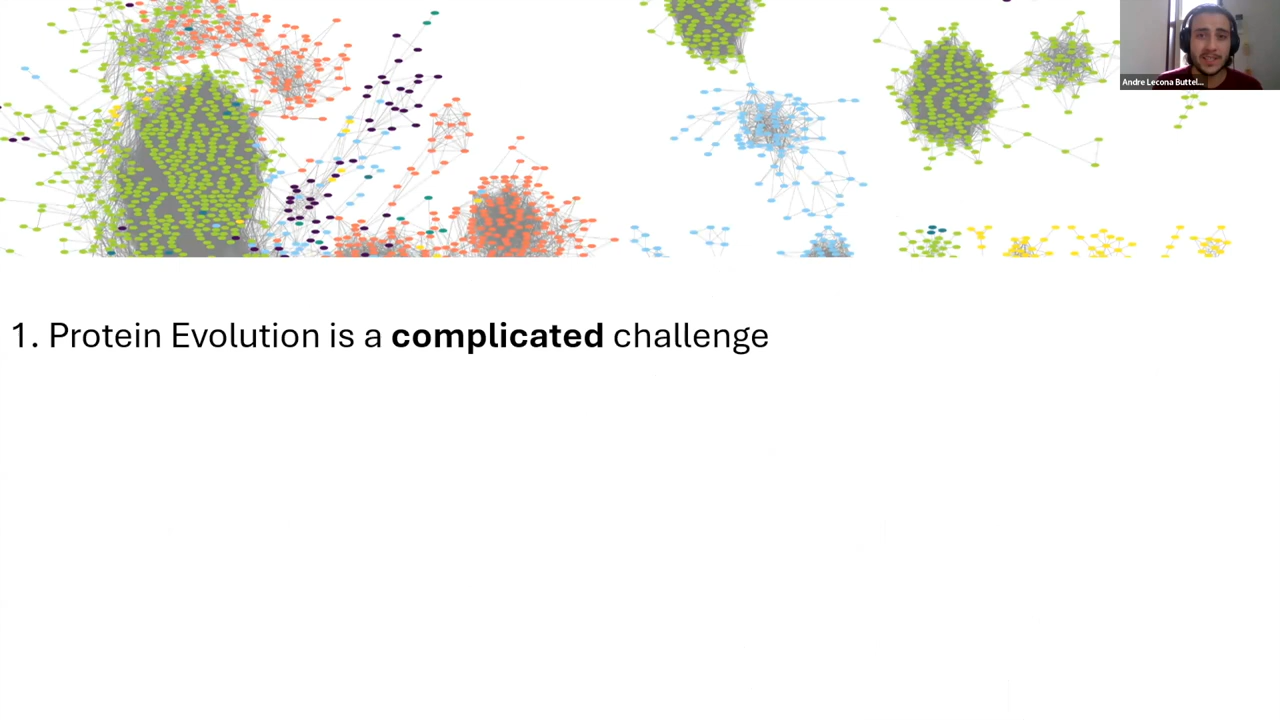 Andre Lecona Buttel...
1. Protein Evolution is a complicated challenge